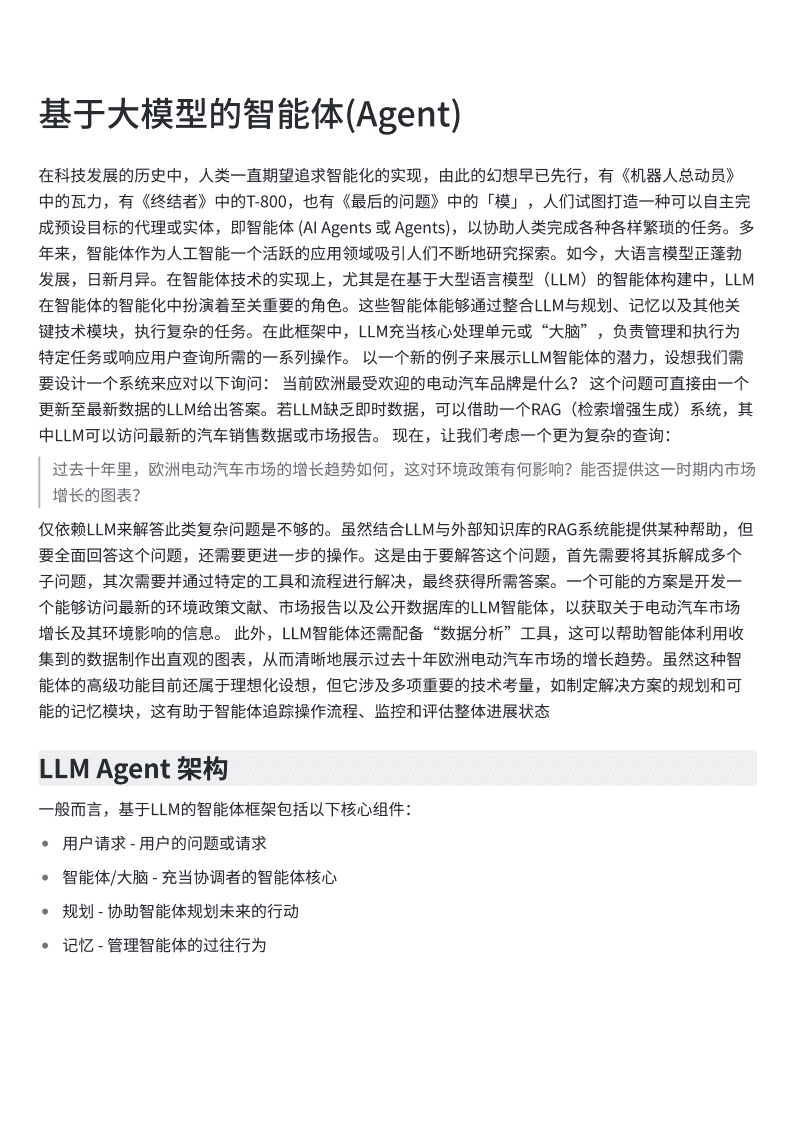 基于大模型的智能体(Agent)
在科技发展的历史中，人类一直期望追求智能化的实现，由此的幻想早已先行，有《机器人总动员》
中的瓦力，有《终结者》中的T-800，也有《最后的问题》中的「模」，人们试图打造一种可以自主完
成预设目标的代理或实体，即智能体 (AI Agents 或 Agents)，以协助人类完成各种各样繁琐的任务。多
年来，智能体作为人工智能一个活跃的应用领域吸引人们不断地研究探索。如今，大语言模型正蓬勃
发展，日新月异。在智能体技术的实现上，尤其是在基于大型语言模型（LLM）的智能体构建中，LLM
在智能体的智能化中扮演着至关重要的角色。这些智能体能够通过整合LLM与规划、记忆以及其他关
键技术模块，执行复杂的任务。在此框架中，LLM充当核心处理单元或“大脑”，负责管理和执行为
特定任务或响应用户查询所需的一系列操作。 以一个新的例子来展示LLM智能体的潜力，设想我们需
要设计一个系统来应对以下询问： 当前欧洲最受欢迎的电动汽车品牌是什么？ 这个问题可直接由一个
更新至最新数据的LLM给出答案。若LLM缺乏即时数据，可以借助一个RAG（检索增强生成）系统，其
中LLM可以访问最新的汽车销售数据或市场报告。 现在，让我们考虑一个更为复杂的查询：
过去十年里，欧洲电动汽车市场的增长趋势如何，这对环境政策有何影响？能否提供这一时期内市场
增长的图表？
仅依赖LLM来解答此类复杂问题是不够的。虽然结合LLM与外部知识库的RAG系统能提供某种帮助，但
要全面回答这个问题，还需要更进一步的操作。这是由于要解答这个问题，首先需要将其拆解成多个
子问题，其次需要并通过特定的工具和流程进行解决，最终获得所需答案。一个可能的方案是开发一
个能够访问最新的环境政策文献、市场报告以及公开数据库的LLM智能体，以获取关于电动汽车市场
增长及其环境影响的信息。 此外，LLM智能体还需配备“数据分析”工具，这可以帮助智能体利用收
集到的数据制作出直观的图表，从而清晰地展示过去十年欧洲电动汽车市场的增长趋势。虽然这种智
能体的高级功能目前还属于理想化设想，但它涉及多项重要的技术考量，如制定解决方案的规划和可
能的记忆模块，这有助于智能体追踪操作流程、监控和评估整体进展状态
LLM Agent 架构
一般而言，基于LLM的智能体框架包括以下核心组件：
• 用户请求 - 用户的问题或请求
• 智能体/大脑 - 充当协调者的智能体核心
• 规划 - 协助智能体规划未来的行动
• 记忆 - 管理智能体的过往行为